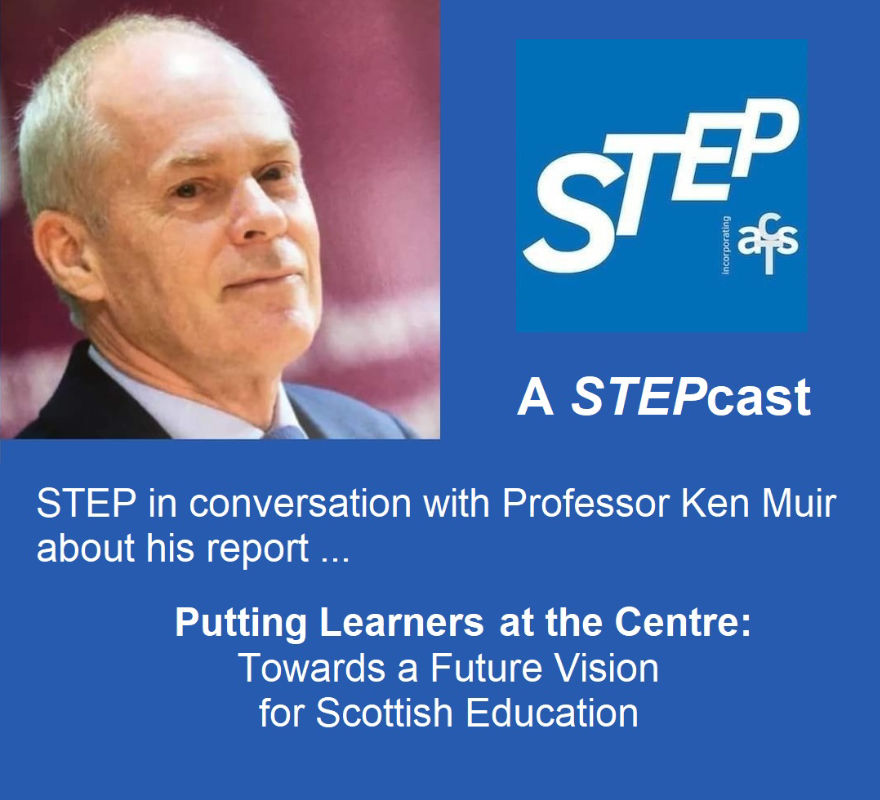 STEP
incorporating
acts
A STEPcast
STEP in conversation with Professor Ken Muir
about his report ...
Putting Learners at the Centre:
Towards a Future Vision
for Scottish Education